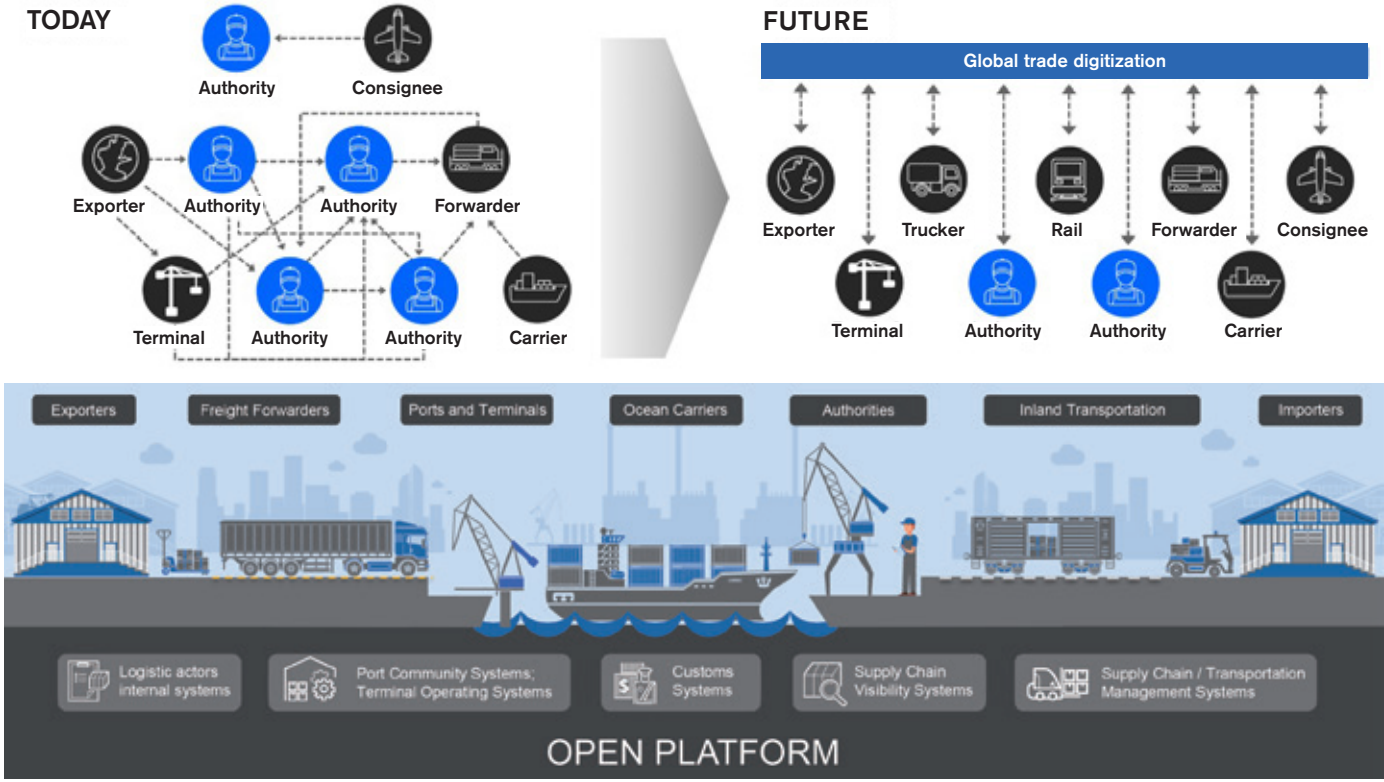 TODAY
Authority
Consignee
Exporter
Authority
Authority
Forwarder
Terminal
Authority
Authority
Carrier
FUTURE
Global trade digitization
Exporter
Trucker
Rail
Forwarder
Consignee
Terminal
Authority
Authority
Carrier
Exporters
Freight Forwarders
Ports and Terminals
Ocean Carriers
Authorities
Inland Transportation
Importers
Logistic actors
internal systems
Port Community Systems;
Terminal Operating Systems
Customs
Systems
Supply Chain
Visibility Systems
Supply Chain / Transportation
Management Systems
OPEN PLATFORM